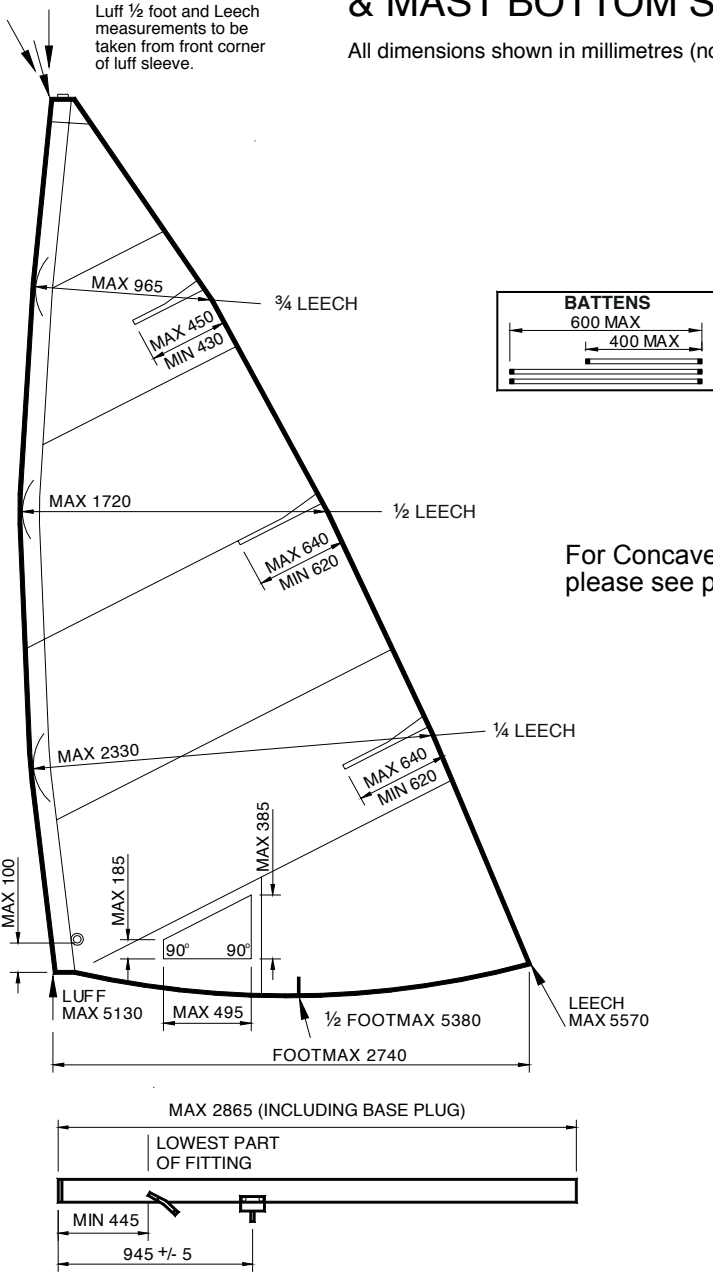 Luff ½ foot and Leech
measurements to be
taken from front corner
of luff sleeve.
& MAST BOTTOM S
All dimensions shown in millimetres (no
MAX 965
¾ LEECH
MAX 450
MIN 430
BATTENS
600 MAX
400 MAX
MAX 1720
½ LEECH
MAX 640
MIN 620
For Concave
please see p
MAX 2330
¼ LEECH
MAX 640
MIN 620
MAX 100
MAX 185
MAX 385
90°
90°
LUFF
MAX 5130
MAX 495
½ FOOTMAX 5380
LEECH
MAX 5570
FOOTMAX 2740
MAX 2865 (INCLUDING BASE PLUG)
LOWEST PART
OF FITTING
MIN 445
945 +/- 5